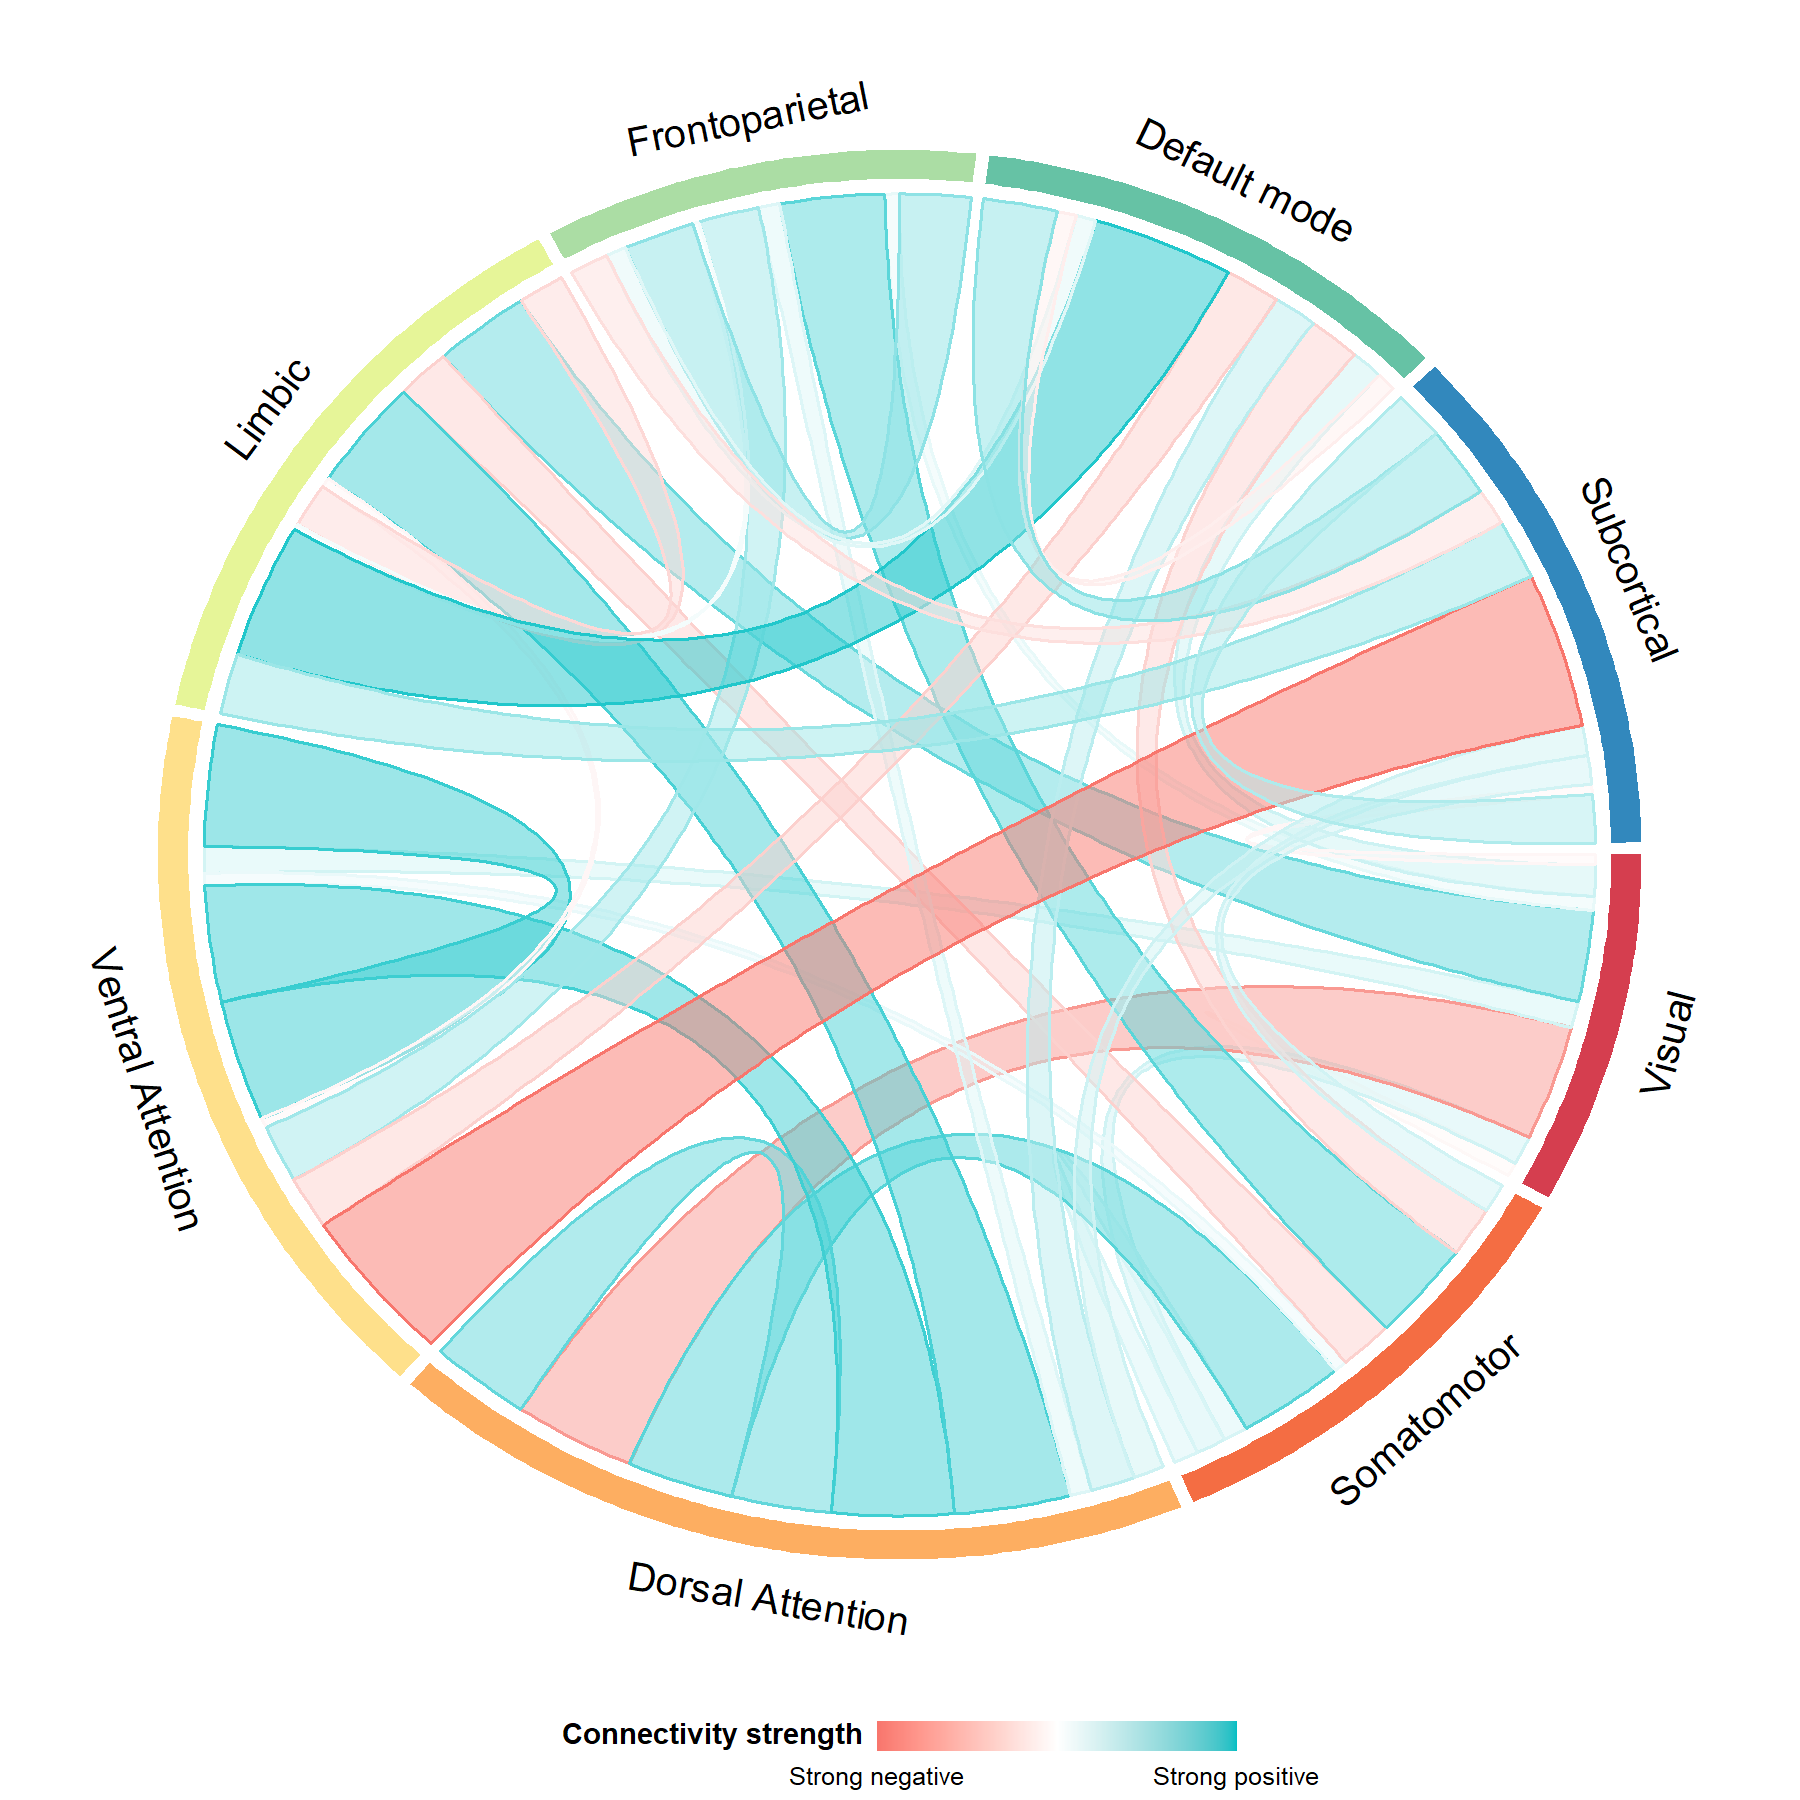 Frontoparietal
Default mode
Limbic
Subcortical
Ventral Attention
Visual
Somatomotor
Dorsal Attention
Connectivity strength
Strong negative
Strong positive